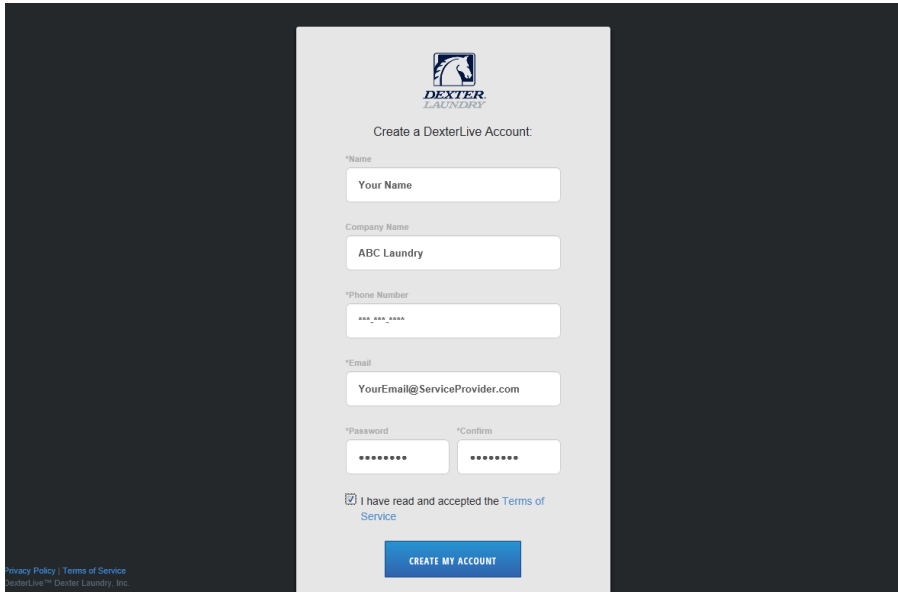 DEXTER
LAUNDRY
Create a DexterLive Account:
*Name
Your Name
Company Name
ABC Laundry
*Phone Number
***-***-****
*Email
YourEmail@ServiceProvider.com
*Password *Confirm
•••••••• ••••••••
I have read and accepted the Terms of
Service
CREATE MY ACCOUNT
Privacy Policy | Terms of Service
DexterLive™ Dexter Laundry, Inc.